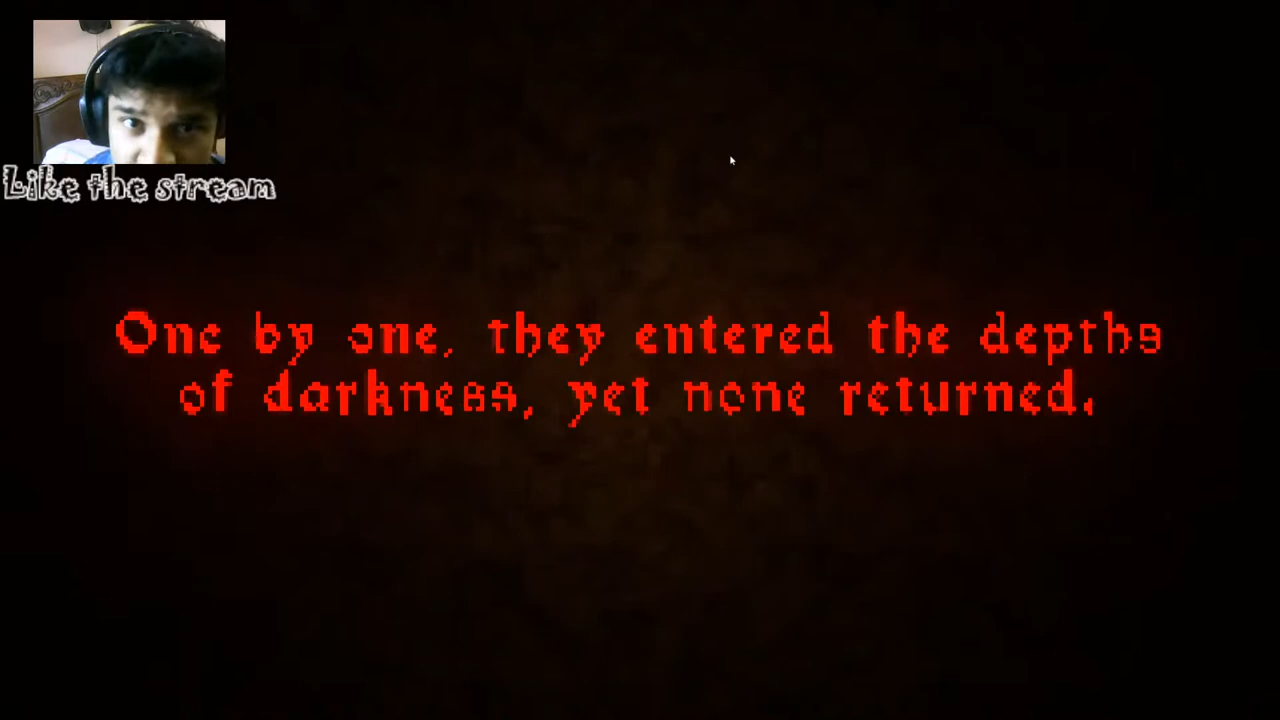 Like the stream
One by one, they entered the depths
of darkness, yet none returned.